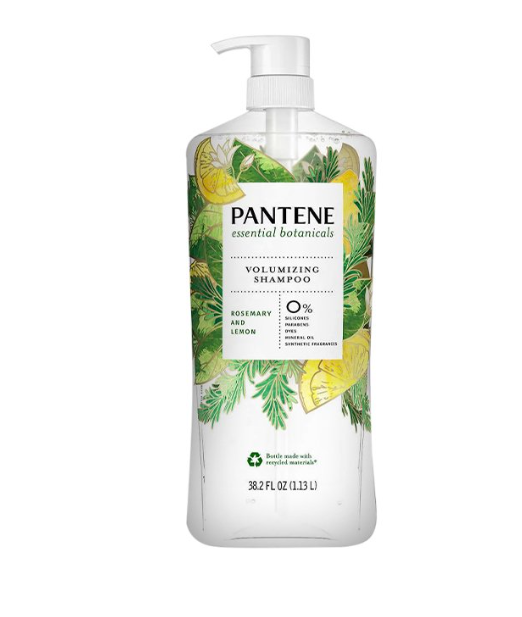 PANTENE
essential botanicals
VOLUMIZING
SHAMPOO
ROSEMARY
AND
LEMON
0%
SILICONES
PARABENS
DYES
MINERAL OIL
SYNTHETIC FRAGRANCES
Bottle made with
recycled materials*
38.2 FL OZ (1.13 L)